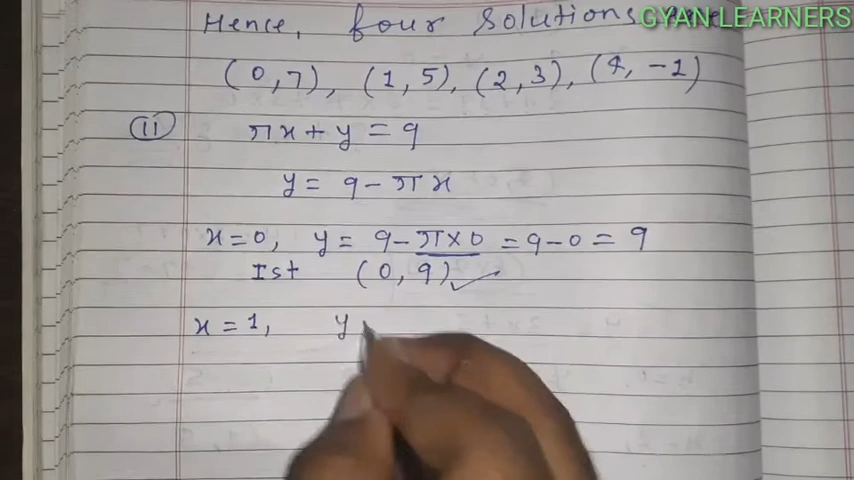 Hence, four Solutions
GYAN LEARNERS
(0,7), (1,5), (2,3), (4,-1)
(ii) πx + y = 9
y = 9 - πx
x=0, y = 9 - π×0 = 9-0 = 9
Ist (0, 9) ✓
x = 1, y